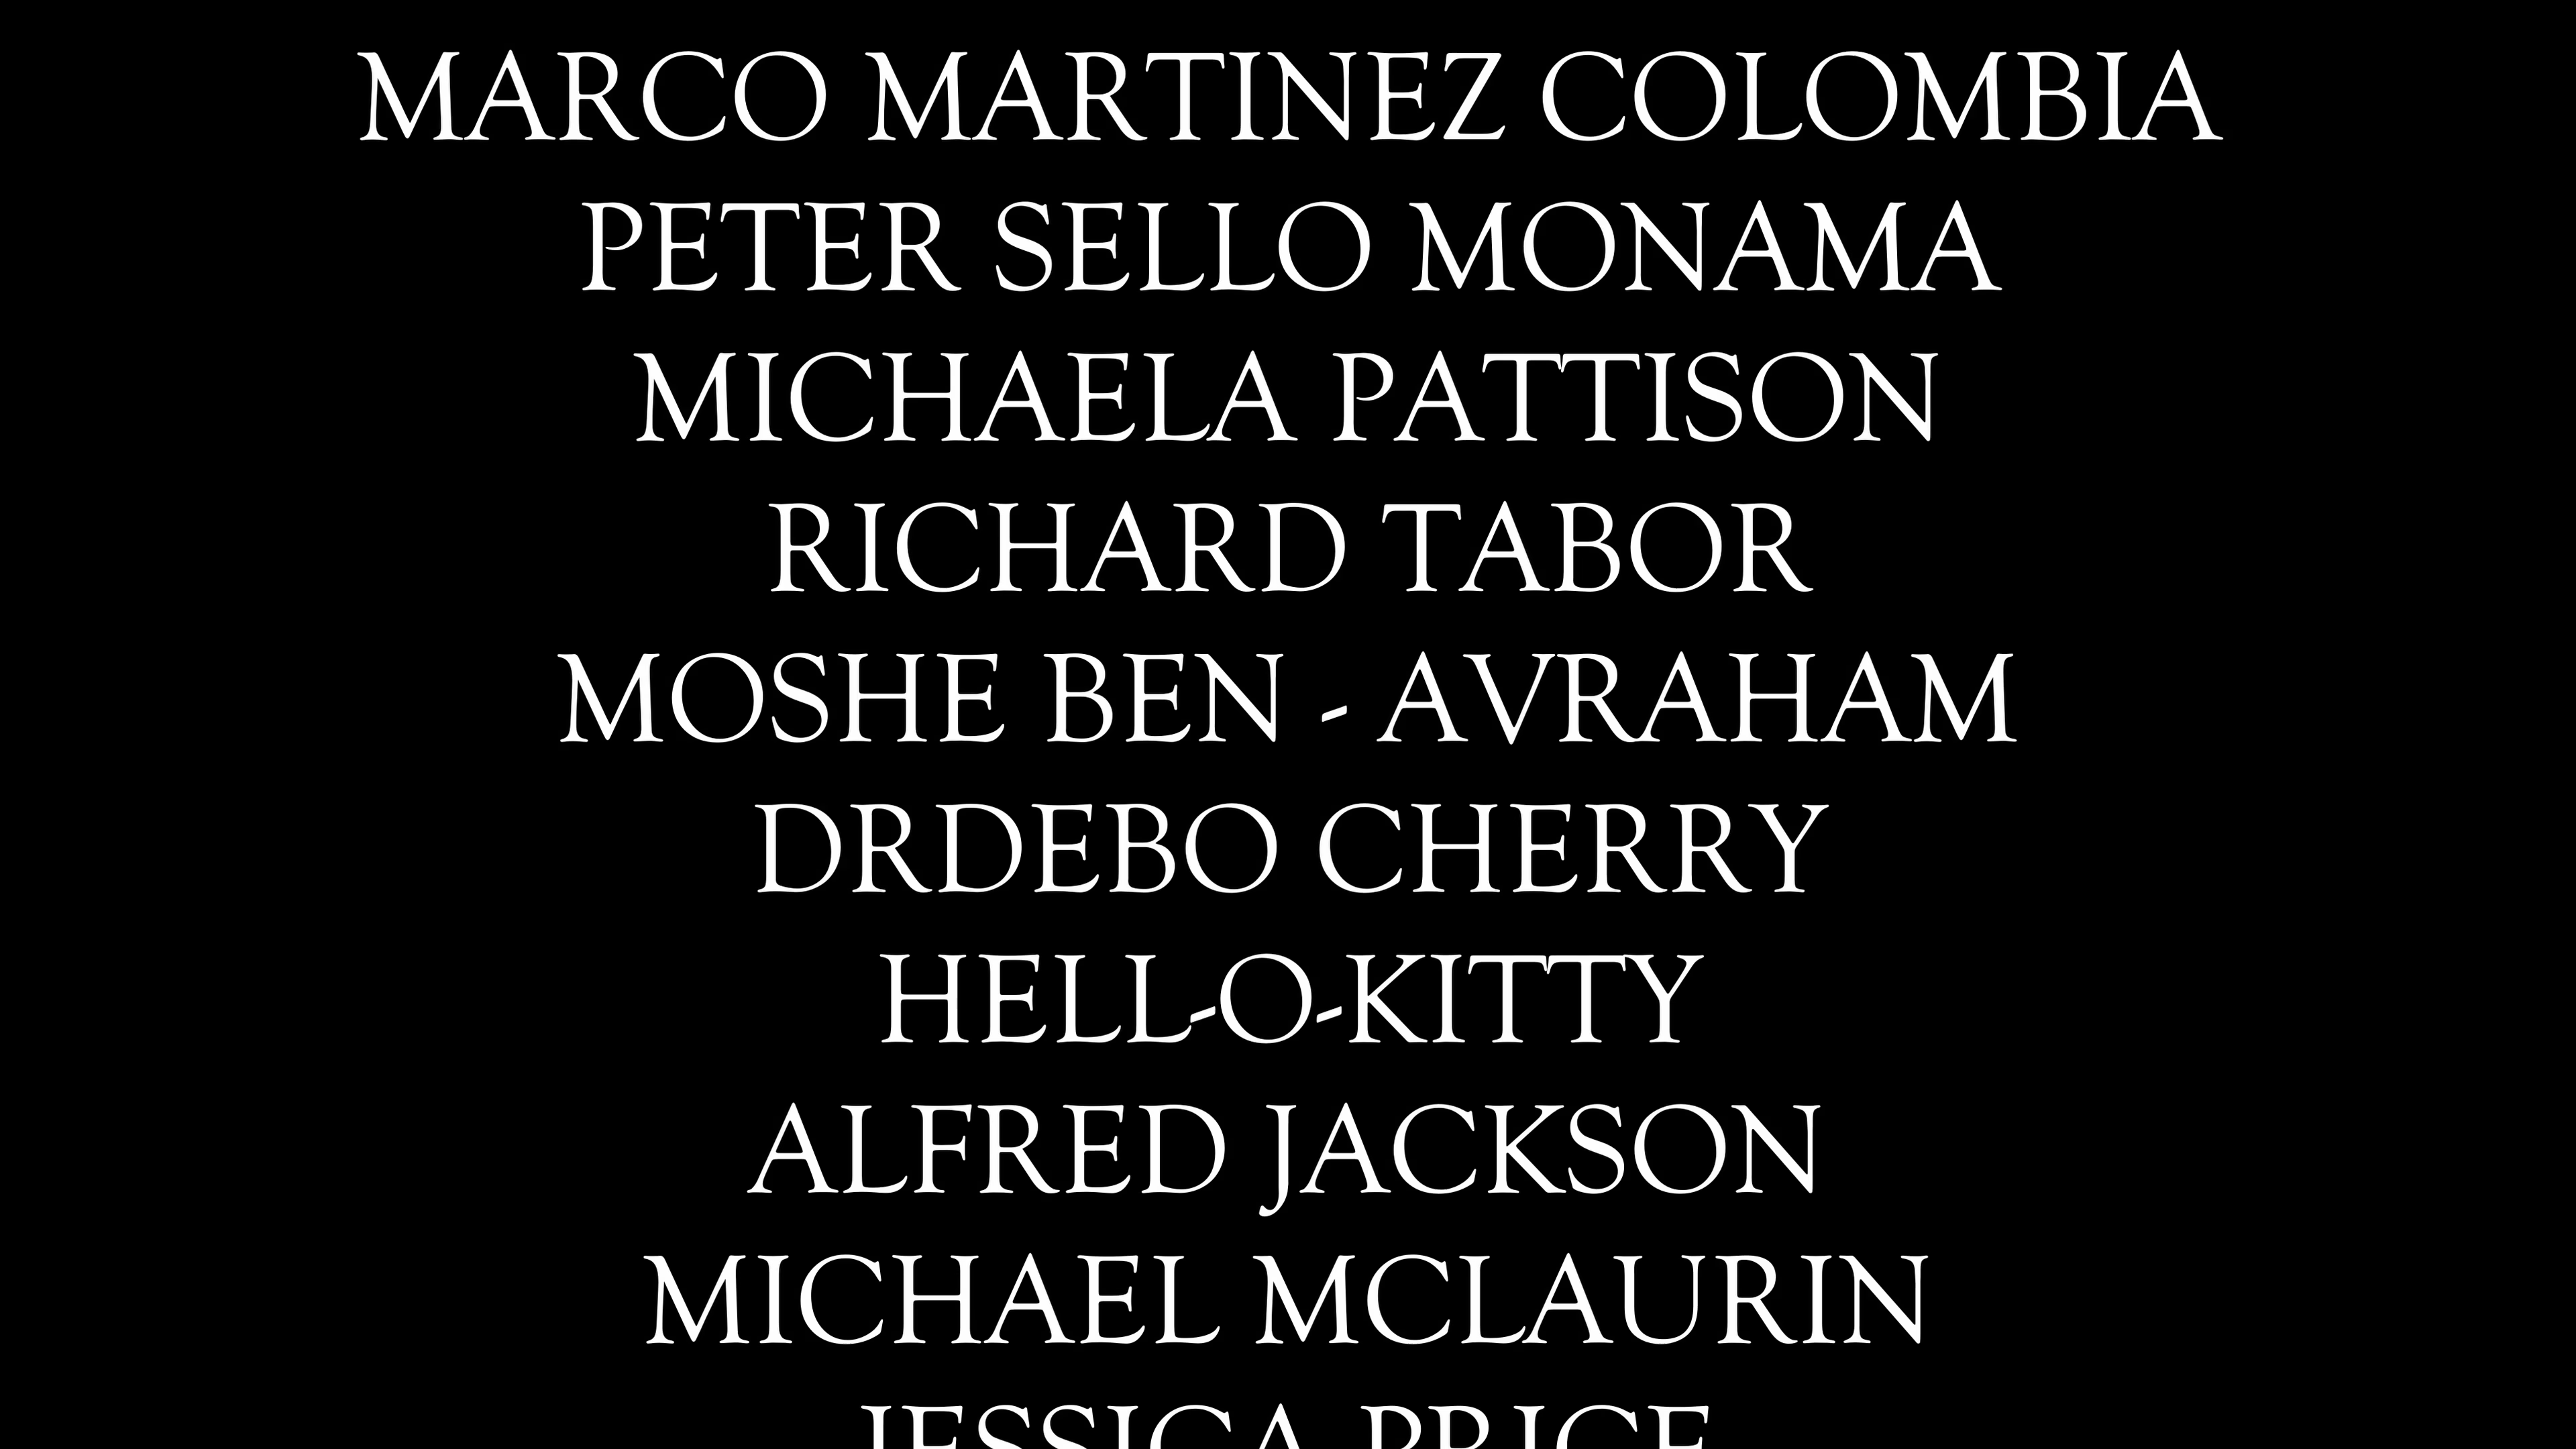 MARCO MARTINEZ COLOMBIA
PETER SELLO MONAMA
MICHAELA PATTISON
RICHARD TABOR
MOSHE BEN - AVRAHAM
DRDEBO CHERRY
HELL-O-KITTY
ALFRED JACKSON
MICHAEL MCLAURIN
JESSICA PRICE